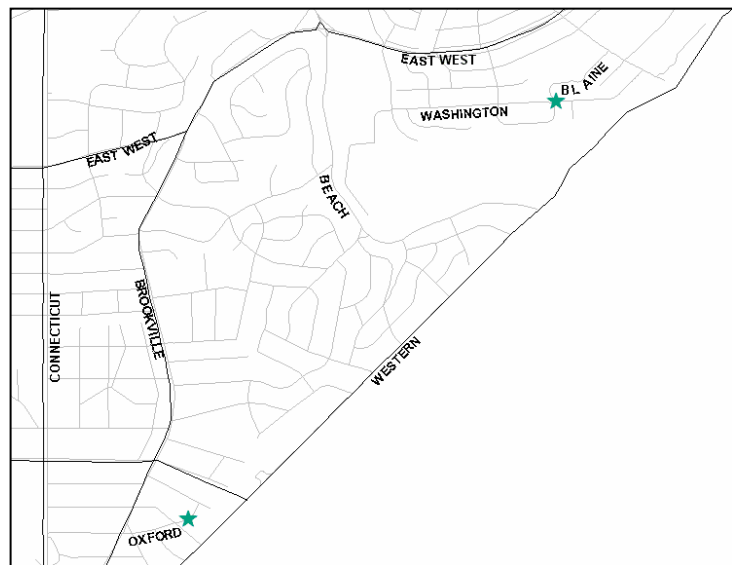 EAST WEST
BL AINE
WASHINGTON
EAST WEST
BEACH
CONNECTICUT
BROOKVILLE
WESTERN
OXFORD